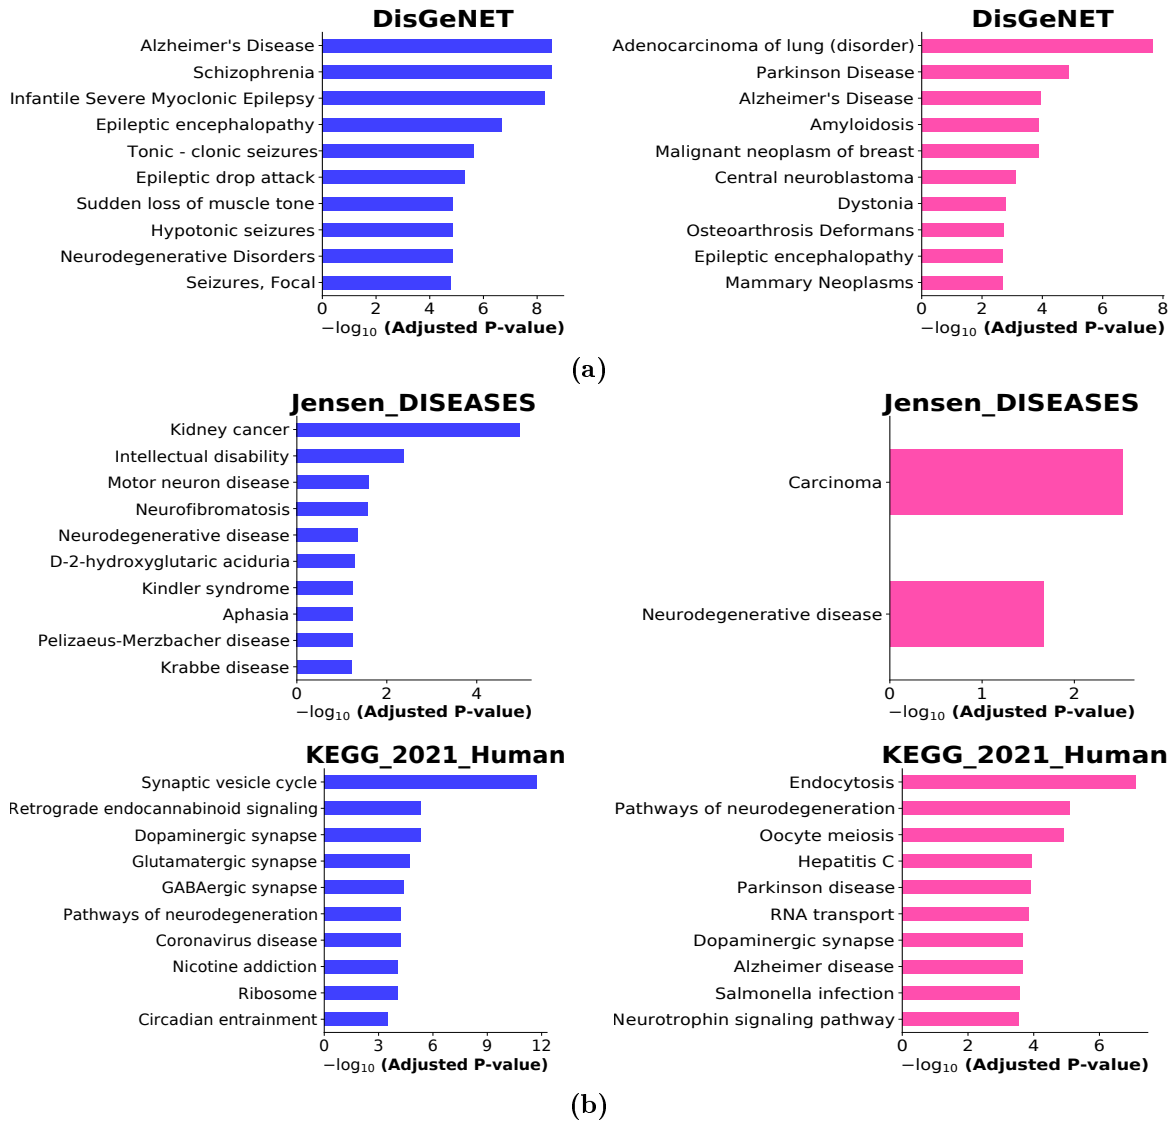 DisGeNET
Alzheimer's Disease
Schizophrenia
Infantile Severe Myoclonic Epilepsy
Epileptic encephalopathy
Tonic - clonic seizures
Epileptic drop attack
Sudden loss of muscle tone
Hypotonic seizures
Neurodegenerative Disorders
Seizures, Focal
0 2 4 6 8
−log₁₀ (Adjusted P-value)
DisGeNET
Adenocarcinoma of lung (disorder)
Parkinson Disease
Alzheimer's Disease
Amyloidosis
Malignant neoplasm of breast
Central neuroblastoma
Dystonia
Osteoarthrosis Deformans
Epileptic encephalopathy
Mammary Neoplasms
0 2 4 6 8
−log₁₀ (Adjusted P-value)
(a)
Jensen_DISEASES
Kidney cancer
Intellectual disability
Motor neuron disease
Neurofibromatosis
Neurodegenerative disease
D-2-hydroxyglutaric aciduria
Kindler syndrome
Aphasia
Pelizaeus-Merzbacher disease
Krabbe disease
0 2 4
−log₁₀ (Adjusted P-value)
Jensen_DISEASES
Carcinoma
Neurodegenerative disease
0 1 2
−log₁₀ (Adjusted P-value)
KEGG_2021_Human
Synaptic vesicle cycle
Retrograde endocannabinoid signaling
Dopaminergic synapse
Glutamatergic synapse
GABAergic synapse
Pathways of neurodegeneration
Coronavirus disease
Nicotine addiction
Ribosome
Circadian entrainment
0 3 6 9 12
−log₁₀ (Adjusted P-value)
KEGG_2021_Human
Endocytosis
Pathways of neurodegeneration
Oocyte meiosis
Hepatitis C
Parkinson disease
RNA transport
Dopaminergic synapse
Alzheimer disease
Salmonella infection
Neurotrophin signaling pathway
0 2 4 6
−log₁₀ (Adjusted P-value)
(b)